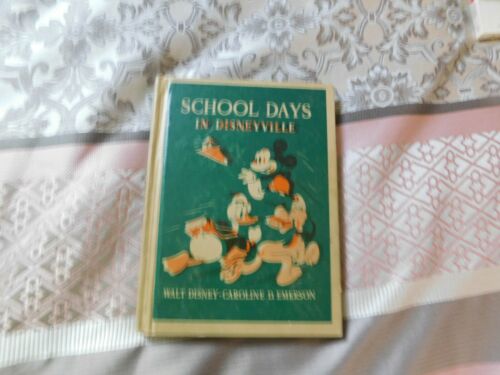 SCHOOL DAYS
IN DISNEYVILLE
WALT DISNEY - CAROLINE D. EMERSON